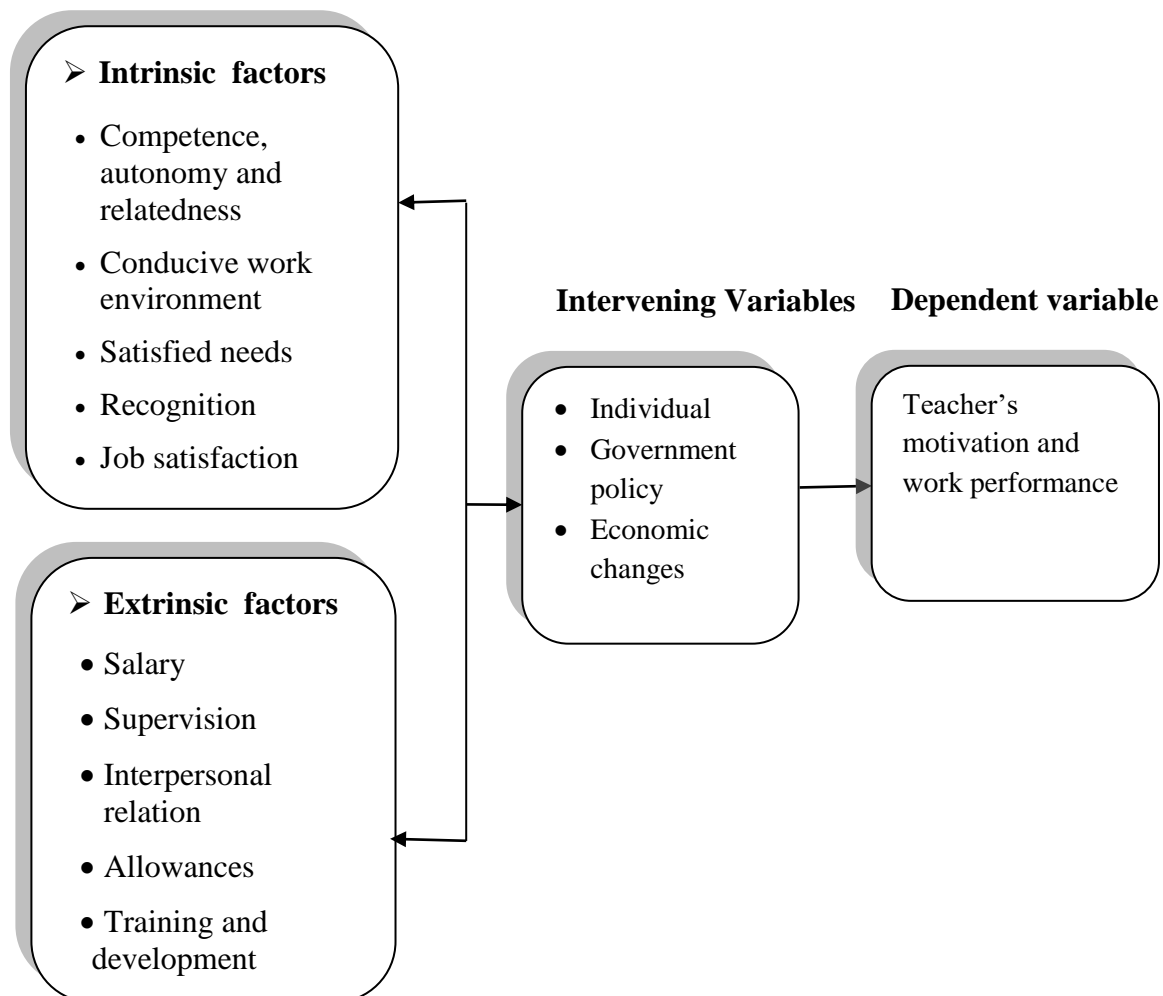 ➢ Intrinsic factors
• Competence,
autonomy and
relatedness
• Conducive work
environment
• Satisfied needs
• Recognition
• Job satisfaction
➢ Extrinsic factors
• Salary
• Supervision
• Interpersonal
relation
• Allowances
• Training and
development
Intervening Variables
• Individual
• Government
policy
• Economic
changes
Dependent variable
Teacher’s
motivation and
work performance